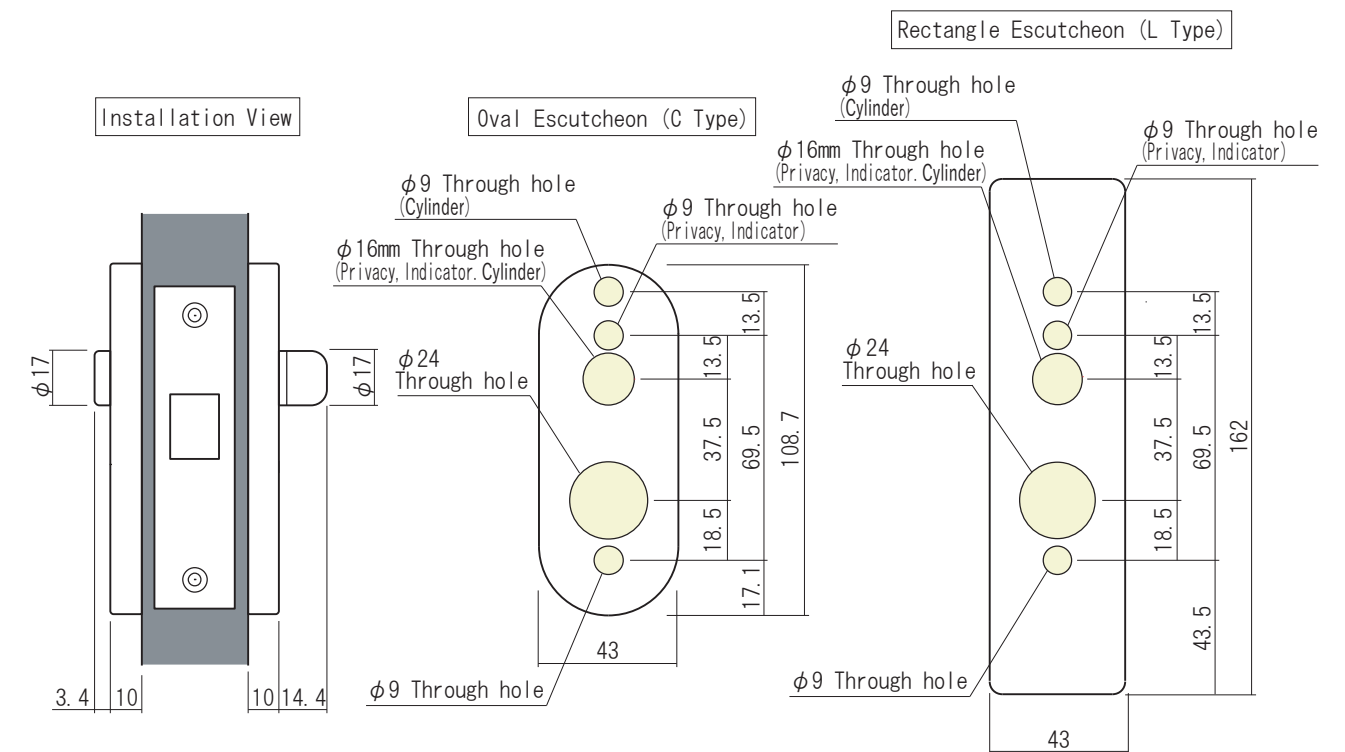 Rectangle Escutcheon (L Type)
Installation View
Oval Escutcheon (C Type)
φ17
φ17
3.4
10
10
14.4
φ9 Through hole
(Cylinder)
φ9 Through hole
(Privacy, Indicator)
φ16mm Through hole
(Privacy, Indicator. Cylinder)
φ24
Through hole
13.5
13.5
37.5
69.5
108.7
18.5
17.1
43
φ9 Through hole
φ9 Through hole
(Cylinder)
φ9 Through hole
(Privacy, Indicator)
φ16mm Through hole
(Privacy, Indicator. Cylinder)
φ24
Through hole
13.5
13.5
37.5
69.5
162
18.5
43.5
φ9 Through hole
43